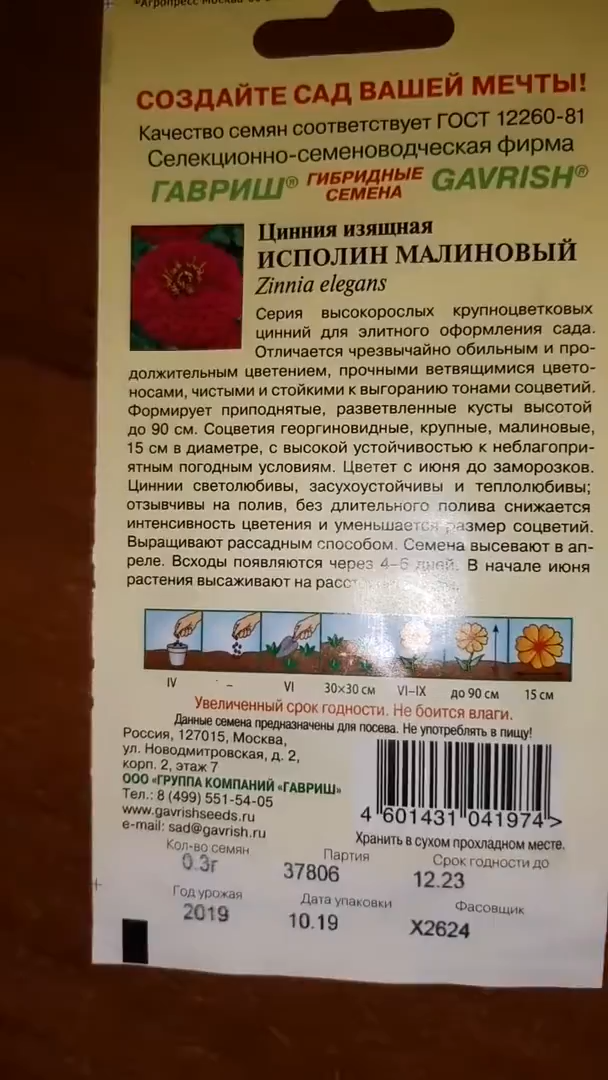 СОЗДАЙТЕ САД ВАШЕЙ МЕЧТЫ!
Качество семян соответствует ГОСТ 12260-81
Селекционно-семеноводческая фирма
ГАВРИШ® ГИБРИДНЫЕ СЕМЕНА GAVRISH®
Цинния изящная
ИСПОЛИН МАЛИНОВЫЙ
Zinnia elegans
Серия высокорослых крупноцветковых
цинний для элитного оформления сада.
Отличается чрезвычайно обильным и про-
должительным цветением, прочными ветвящимися цвето-
носами, чистыми и стойкими к выгоранию тонами соцветий.
Формирует приподнятые, разветвленные кусты высотой
до 90 см. Соцветия георгиновидные, крупные, малиновые,
15 см в диаметре, с высокой устойчивостью к неблагопри-
ятным погодным условиям. Цветет с июня до заморозков.
Циннии светолюбивы, засухоустойчивы и теплолюбивы;
отзывчивы на полив, без длительного полива снижается
интенсивность цветения и уменьшается размер соцветий.
Выращивают рассадным способом. Семена высевают в ап-
реле. Всходы появляются через 4–6 дней. В начале июня
растения высаживают на
IV – VI 30×30 см VI–IX до 90 см 15 см
Увеличенный срок годности. Не боится влаги.
Данные семена предназначены для посева. Не употреблять в пищу!
Россия, 127015, Москва,
ул. Новодмитровская, д. 2,
корп. 2, этаж 7
ООО «ГРУППА КОМПАНИЙ «ГАВРИШ»
Тел.: 8 (499) 551-54-05
www.gavrishseeds.ru
e-mail: sad@gavrish.ru
4 601431 041974 >
Хранить в сухом прохладном месте.
Кол-во семян Партия Срок годности до
0.3г 37806 12.23
Год урожая Дата упаковки Фасовщик
2019 10.19 X2624